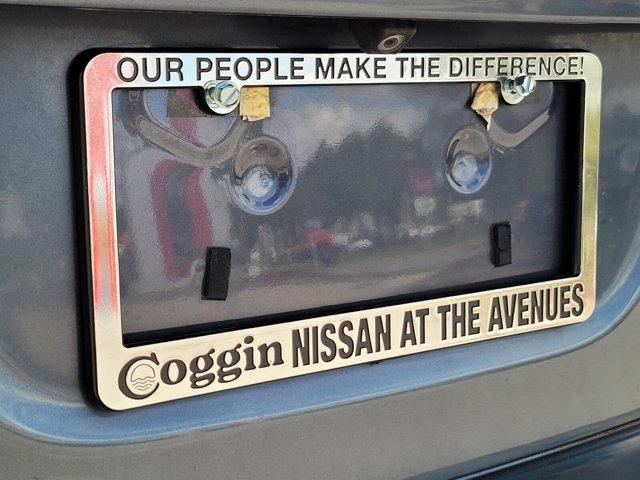 OUR PEOPLE MAKE THE DIFFERENCE!
Coggin NISSAN AT THE AVENUES